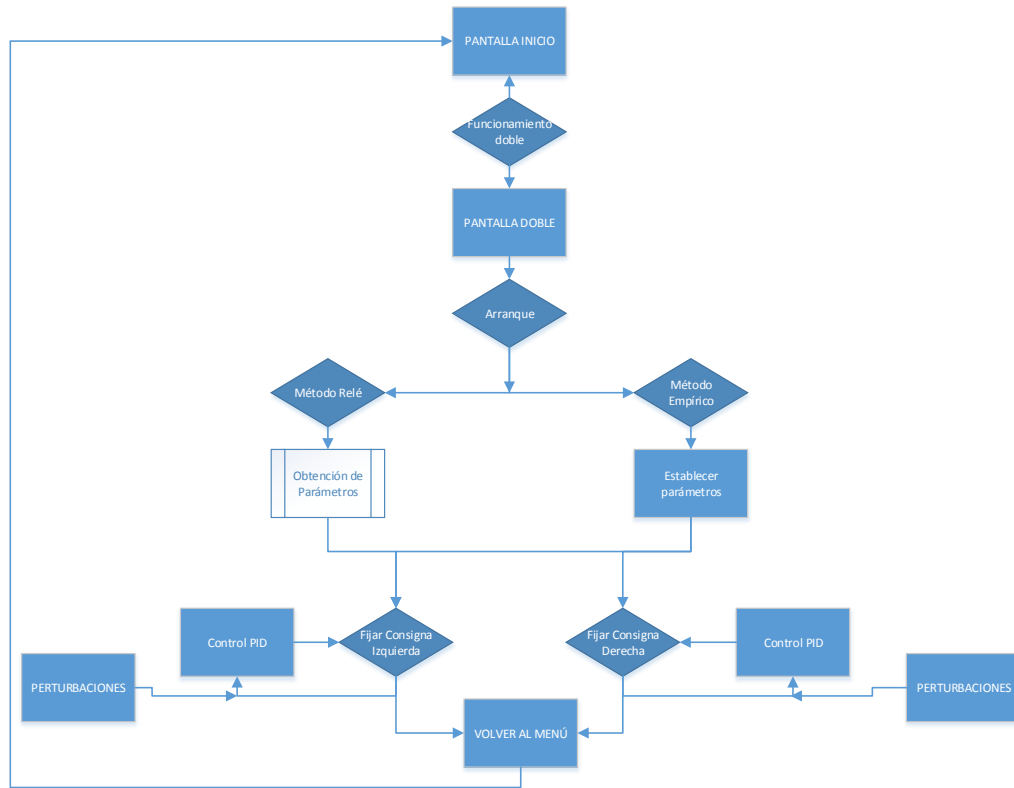 PANTALLA INICIO
Funcionamiento
doble
PANTALLA DOBLE
Arranque
Método Relé
Método
Empírico
Obtención de
Parámetros
Establecer
parámetros
Control PID
Fijar Consigna
Izquierda
Fijar Consigna
Derecha
Control PID
PERTURBACIONES
PERTURBACIONES
VOLVER AL MENÚ